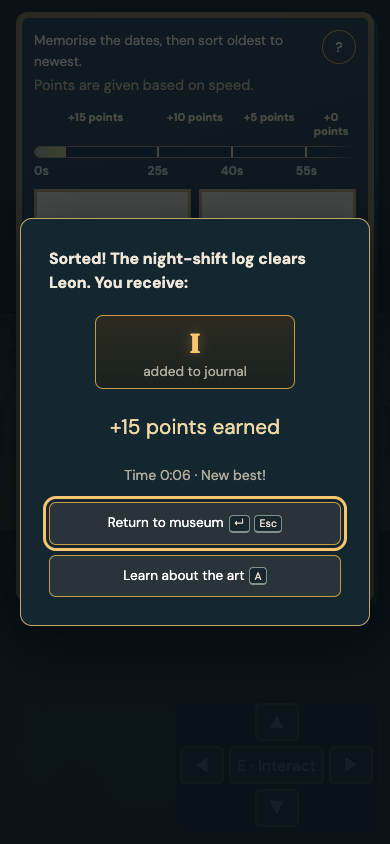 Memorise the dates, then sort oldest to
newest.
?
Points are given based on speed.
+15 points
+10 points
+5 points
+0
points
0s
25s
40s
55s
Sorted! The night-shift log clears
Leon. You receive:
I
added to journal
+15 points earned
Time 0:06 · New best!
Return to museum ↵ Esc
Learn about the art A
▲
◀ E · Interact ▶
▼